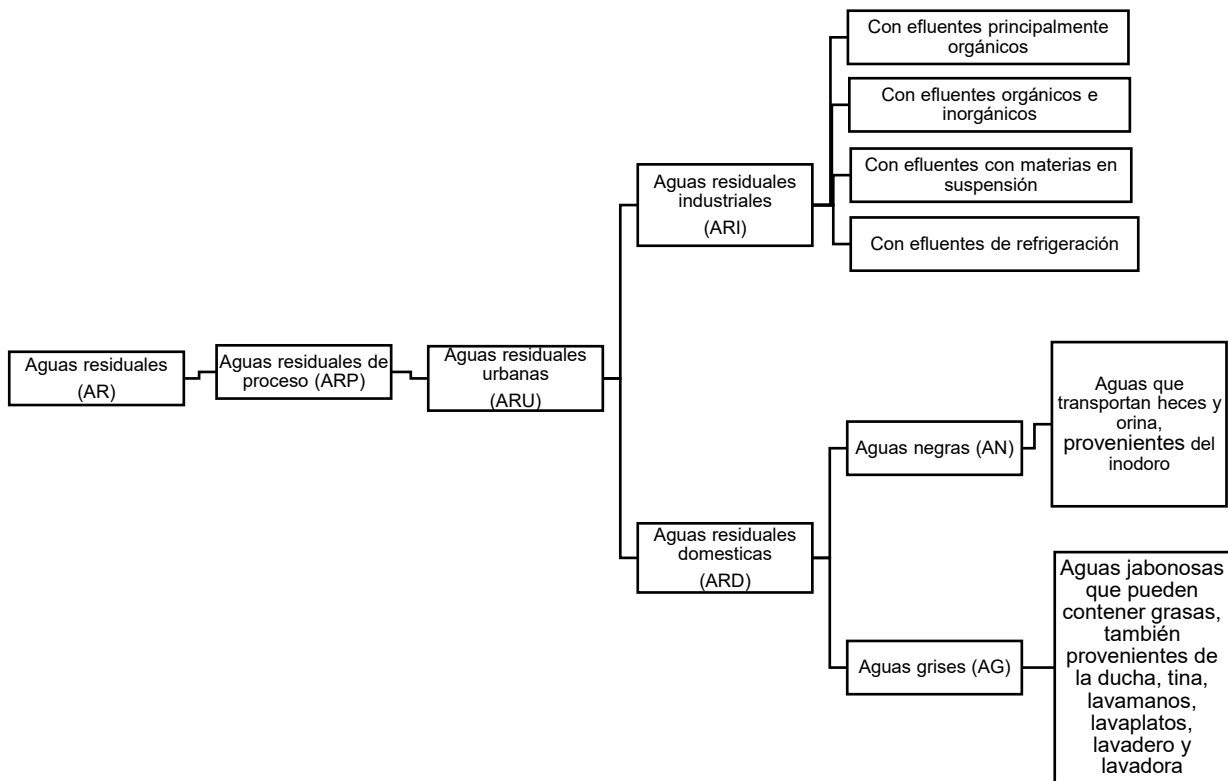 Con efluentes principalmente
orgánicos
Con efluentes orgánicos e
inorgánicos
Con efluentes con materias en
suspensión
Con efluentes de refrigeración
Aguas residuales
industriales
(ARI)
Aguas residuales
(AR)
Aguas residuales de
proceso (ARP)
Aguas residuales
urbanas
(ARU)
Aguas residuales
domesticas
(ARD)
Aguas negras (AN)
Aguas que
transportan heces y
orina,
provenientes del
inodoro
Aguas grises (AG)
Aguas jabonosas
que pueden
contener grasas,
también
provenientes de
la ducha, tina,
lavamanos,
lavaplatos,
lavadero y
lavadora